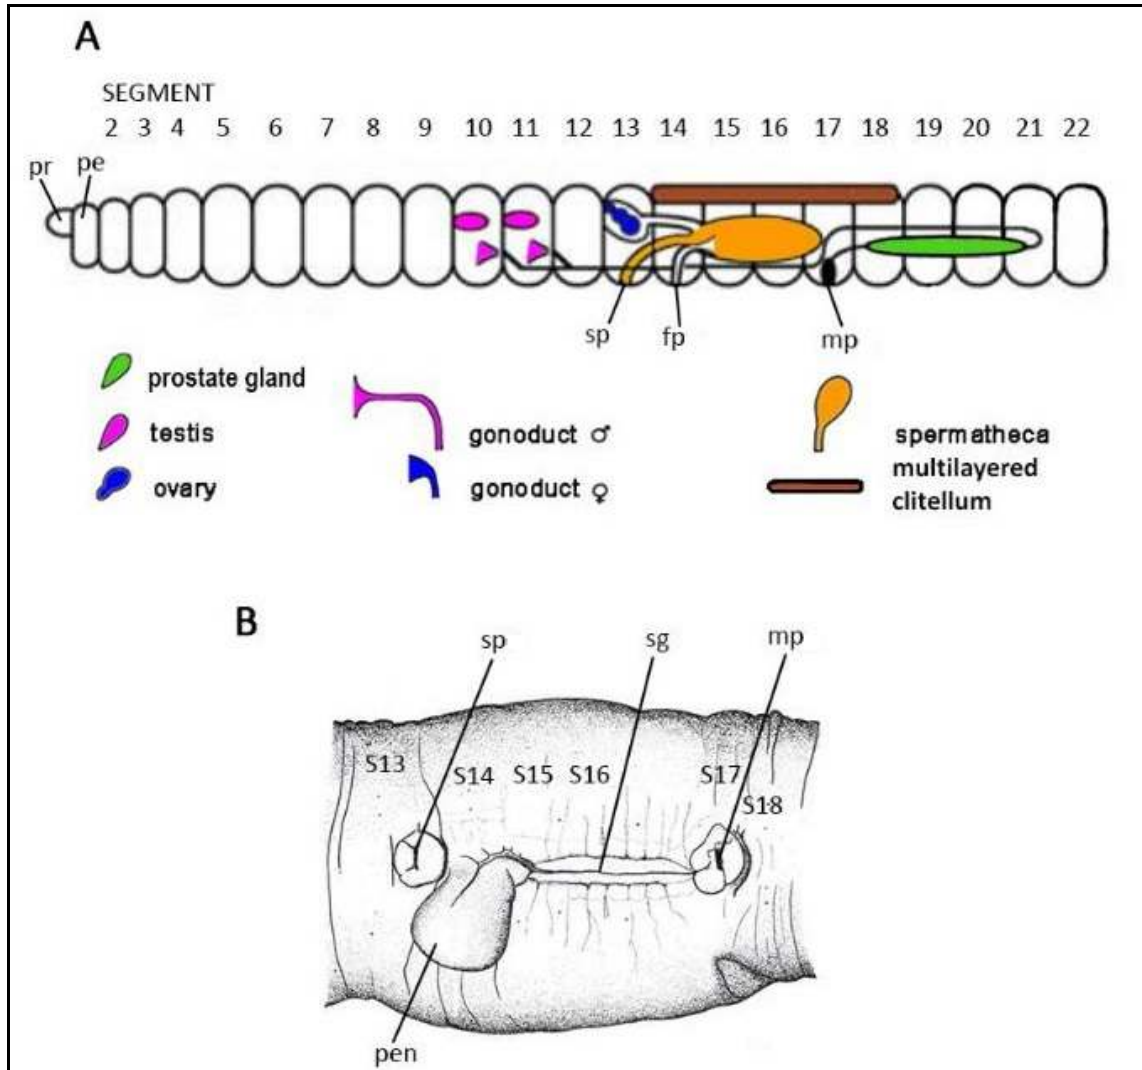 A
SEGMENT
2 3 4 5 6 7 8 9 10 11 12 13 14 15 16 17 18 19 20 21 22
pr pe
sp fp mp
prostate gland
testis
ovary
gonoduct ♂
gonoduct ♀
spermatheca
multilayered
clitellum
B
sp sg mp
S13 S14 S15 S16 S17
S18
pen